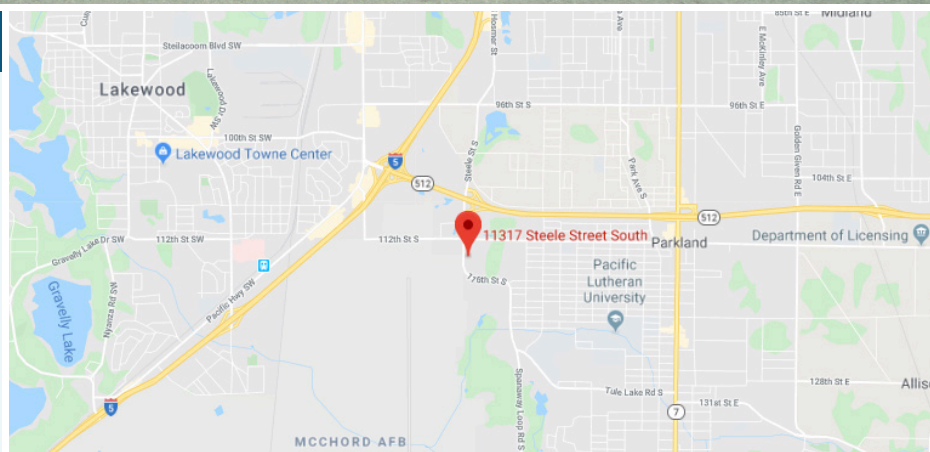 85th St E
Midland
Steilacoom Blvd SW
Hosmer St
E McKinley Ave
Lakewood
Lakewood Dr SW
96th St S
96th St E
100th St SW
Lakewood Towne Center
5
512
Steele St S
Park Ave S
Golden Given Rd E
104th St E
512
11317 Steele Street South
112th St SW
112th St S
Parkland
Department of Licensing
Gravelly Lake Dr SW
116th St S
Pacific
Lutheran
University
Gravelly Lake
Nyanza Rd SW
Pacific Hwy SW
Spanaway Loop Rd S
Tule Lake Rd S
128th St E
Allis
5
7
131st St E
MCCHORD AFB